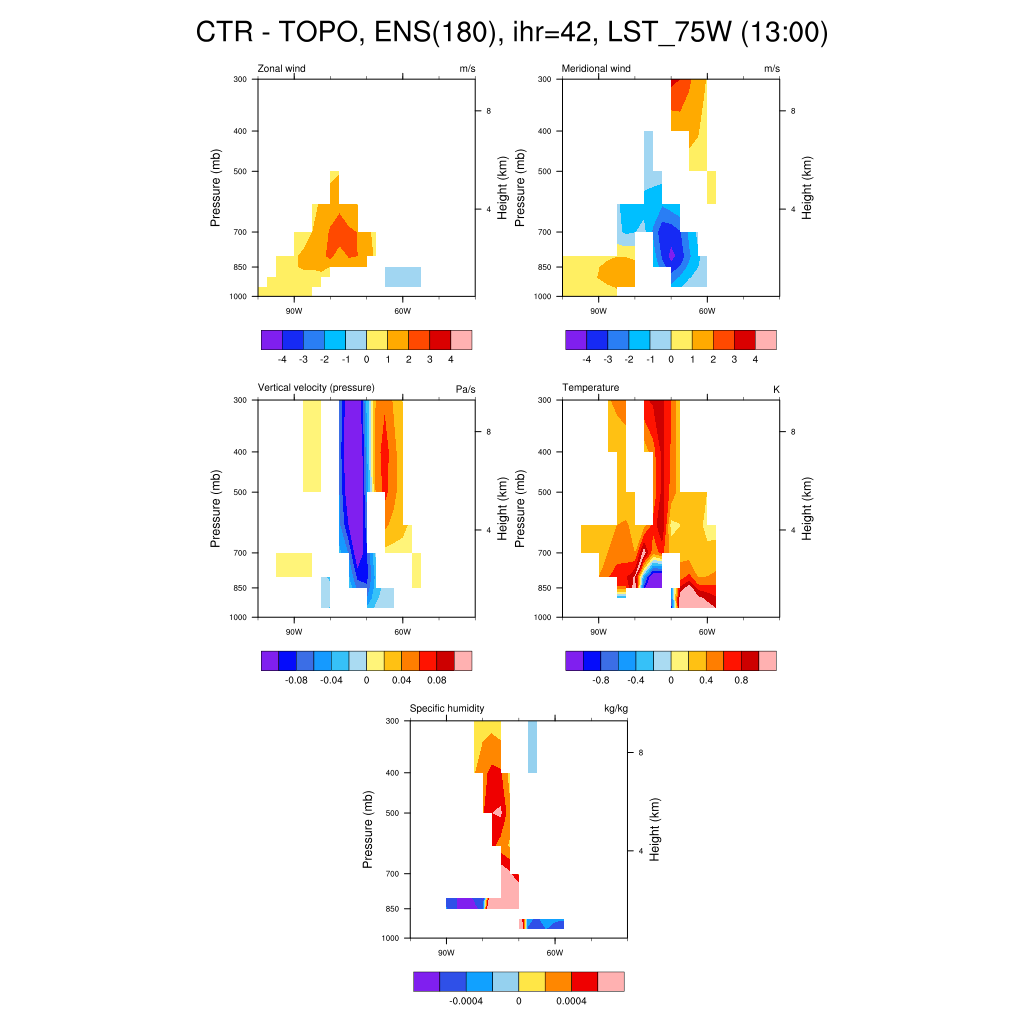 CTR - TOPO, ENS(180), ihr=42, LST_75W (13:00)
Zonal wind m/s
Meridional wind m/s
300
400
500
700
850
1000
Pressure (mb)
8
4
Height (km)
90W 60W
300
400
500
700
850
1000
Pressure (mb)
8
4
Height (km)
90W 60W
-4 -3 -2 -1 0 1 2 3 4
-4 -3 -2 -1 0 1 2 3 4
Vertical velocity (pressure) Pa/s
Temperature K
300
400
500
700
850
1000
Pressure (mb)
8
4
Height (km)
90W 60W
300
400
500
700
850
1000
Pressure (mb)
8
4
Height (km)
90W 60W
-0.08 -0.04 0 0.04 0.08
-0.8 -0.4 0 0.4 0.8
Specific humidity kg/kg
300
400
500
700
850
1000
Pressure (mb)
8
4
Height (km)
90W 60W
-0.0004 0 0.0004